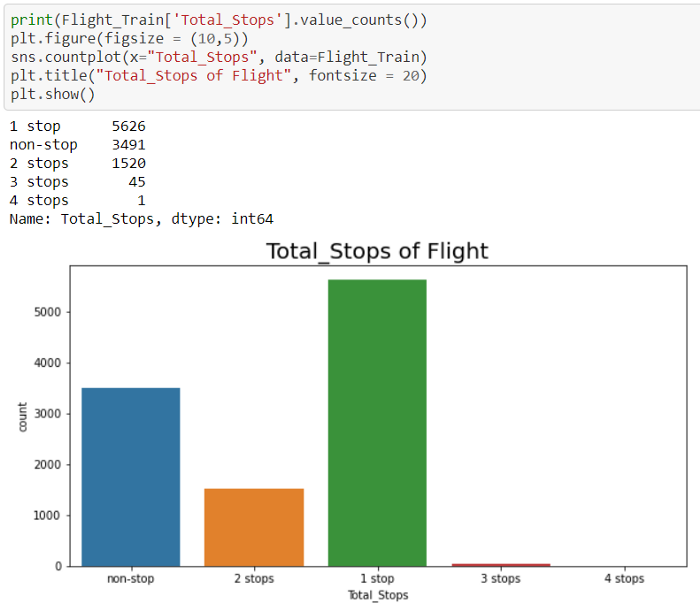 print(Flight_Train['Total_Stops'].value_counts())
plt.figure(figsize = (10,5))
sns.countplot(x="Total_Stops", data=Flight_Train)
plt.title("Total_Stops of Flight", fontsize = 20)
plt.show()
1 stop 5626
non-stop 3491
2 stops 1520
3 stops 45
4 stops 1
Name: Total_Stops, dtype: int64
Total_Stops of Flight
5000
4000
3000
2000
1000
0
count
non-stop 2 stops 1 stop 3 stops 4 stops
Total_Stops